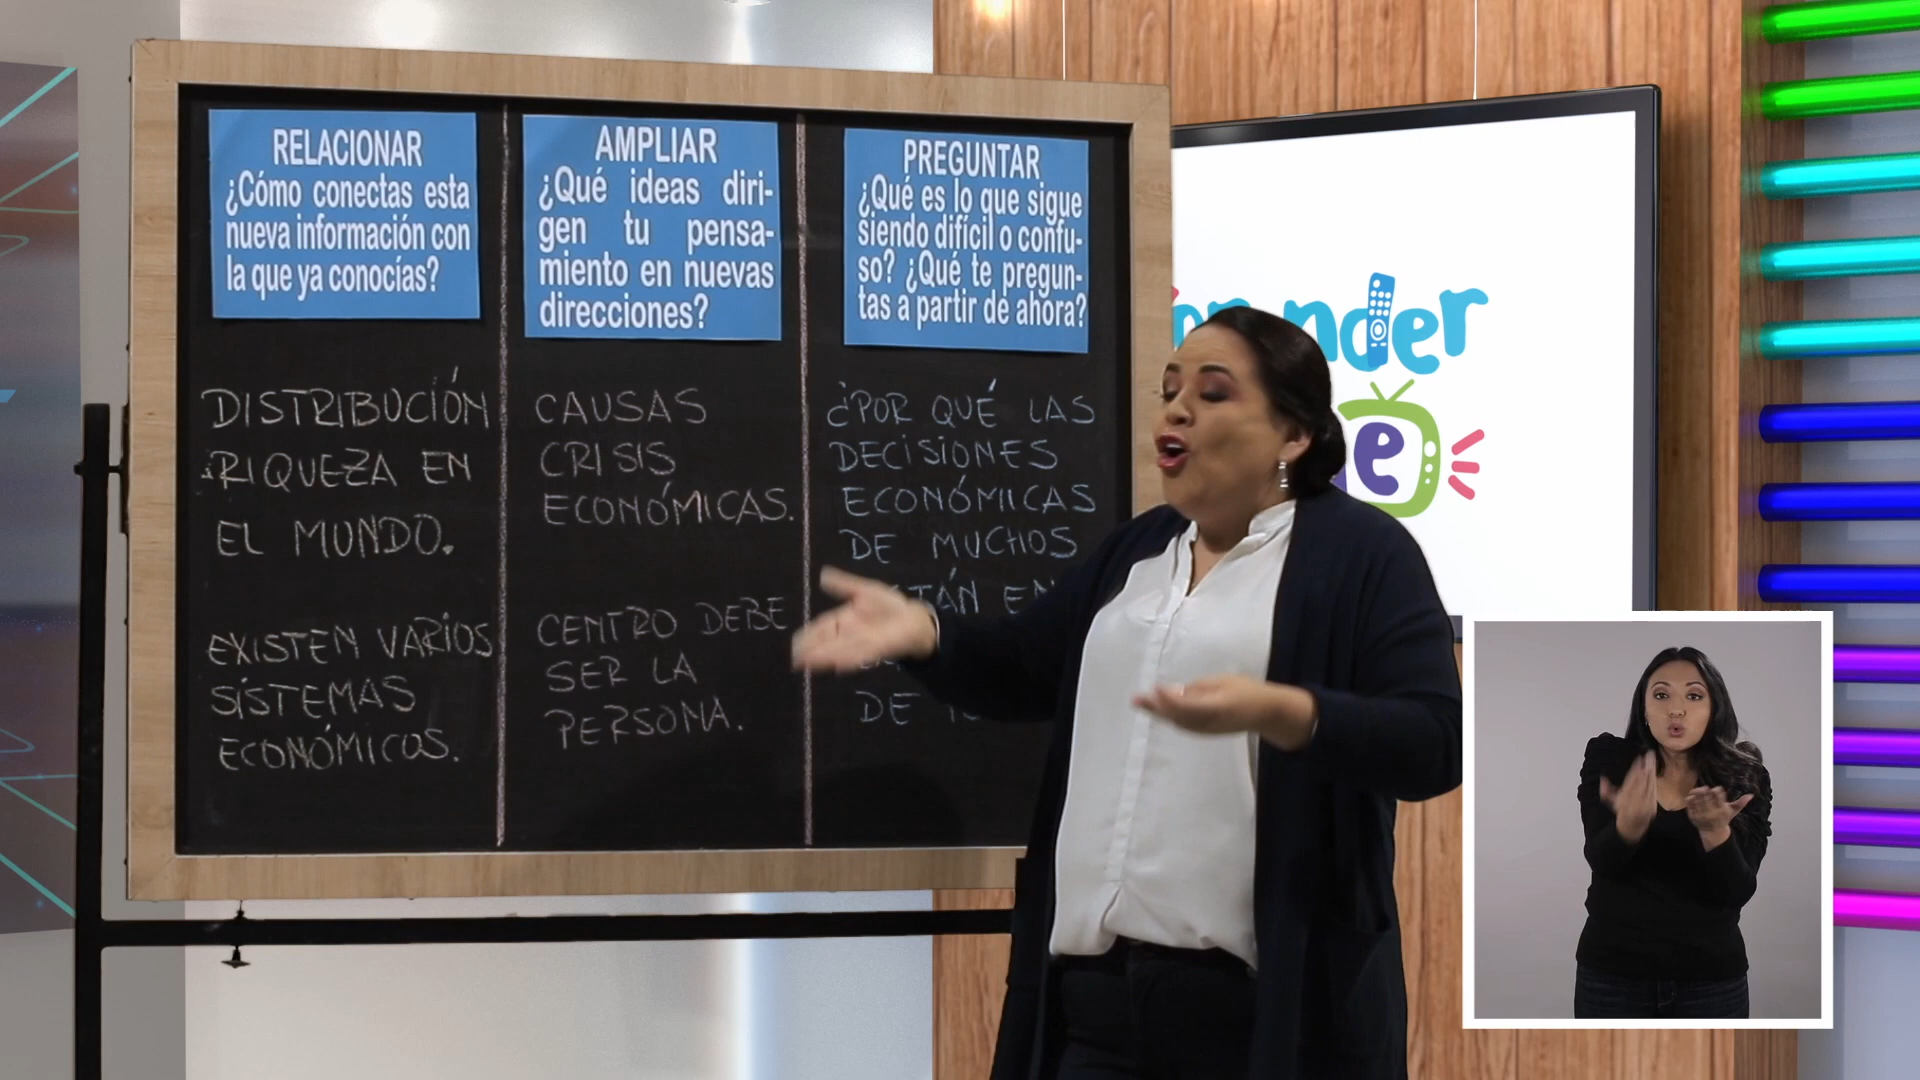 RELACIONAR
¿Cómo conectas esta
nueva información con
la que ya conocías?
DISTRIBUCIÓN
RIQUEZA EN
EL MUNDO.
EXISTEN VARIOS
SISTEMAS
ECONÓMICOS.
AMPLIAR
¿Qué ideas diri-
gen tu pensa-
miento en nuevas
direcciones?
CAUSAS
CRISIS
ECONÓMICAS.
CENTRO DEBE
SER LA
PERSONA.
PREGUNTAR
¿Qué es lo que sigue
siendo difícil o confu-
so? ¿Qué te pregun-
tas a partir de ahora?
¿POR QUÉ LAS
DECISIONES
ECONÓMICAS
DE MUCHOS
EN
DE